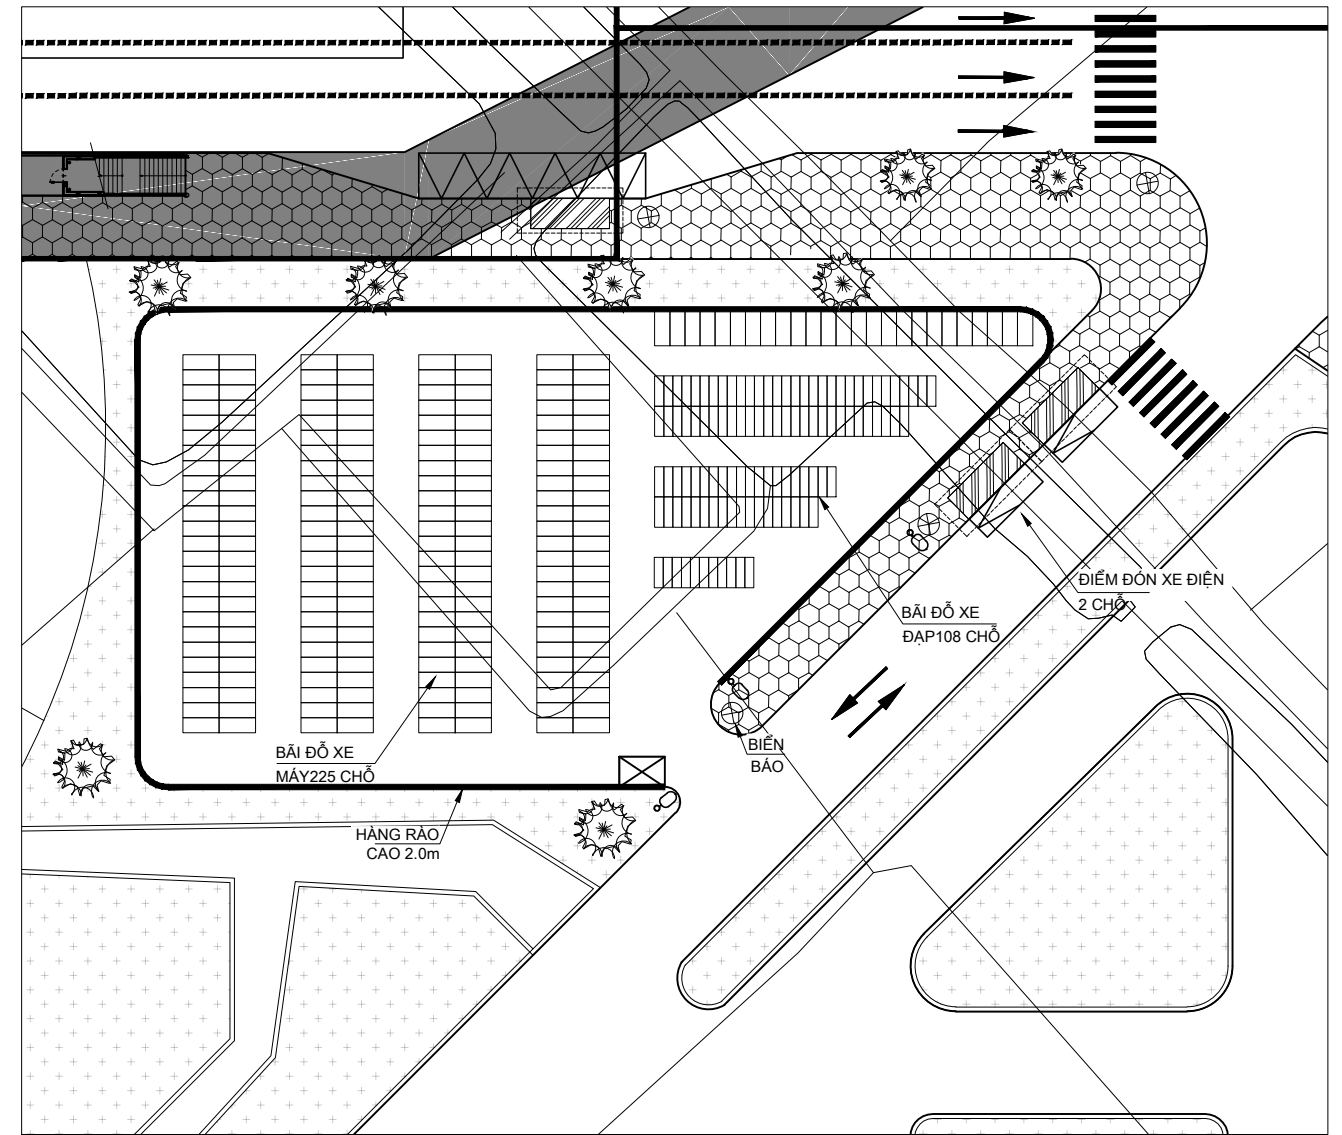 ĐIỂM ĐÓN XE ĐIỆN
2 CHỖ
BÃI ĐỖ XE
ĐẠP108 CHỖ
BIỂN
BÁO
BÃI ĐỖ XE
MÁY225 CHỖ
HÀNG RÀO
CAO 2.0m